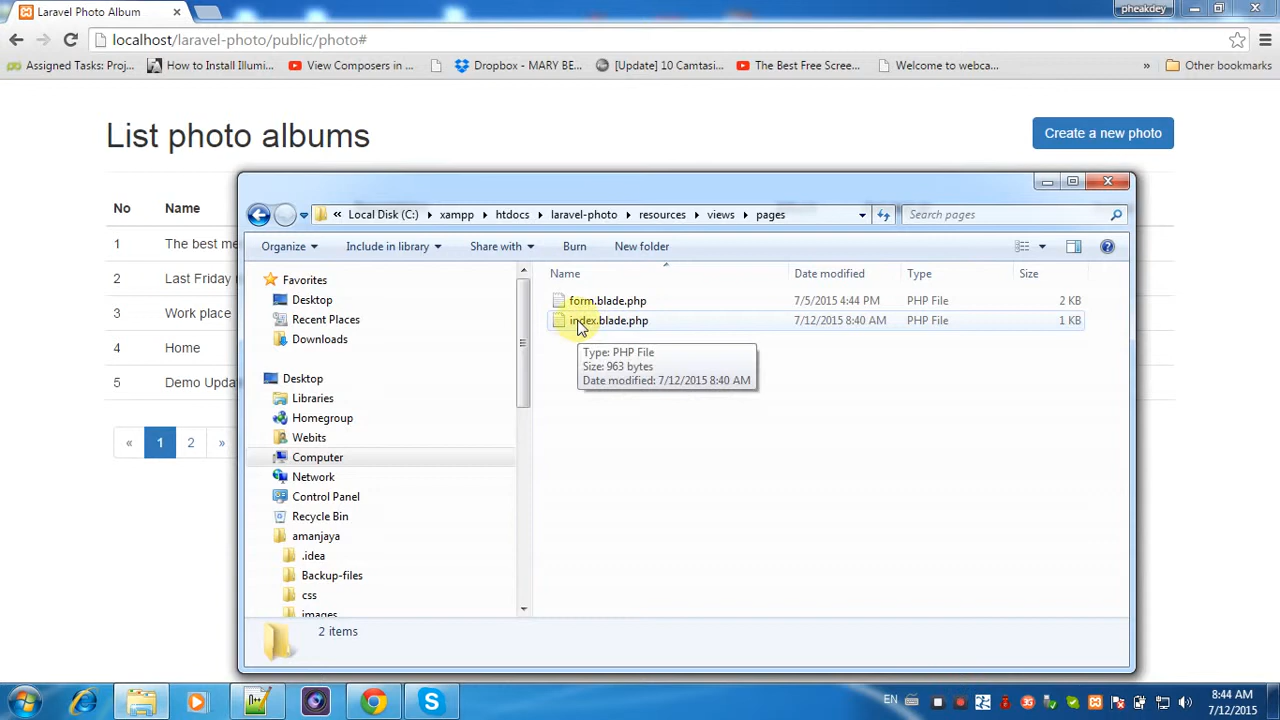 Laravel Photo Album
pheakdey
localhost/laravel-photo/public/photo#
Assigned Tasks: Proj...
How to Install Illumi...
View Composers in ...
Dropbox - MARY BE...
[Update] 10 Camtasi...
The Best Free Scree...
Welcome to webca...
»
Other bookmarks
List photo albums
Create a new photo
No Name
1 The best me
2 Last Friday
3 Work place
4 Home
5 Demo Upda
« 1 2 »
« Local Disk (C:) xampp htdocs laravel-photo resources views pages
Search pages
Organize
Include in library
Share with
Burn
New folder
Favorites
Desktop
Recent Places
Downloads
Desktop
Libraries
Homegroup
Webits
Computer
Network
Control Panel
Recycle Bin
amanjaya
.idea
Backup-files
css
images
Name Date modified Type Size
form.blade.php 7/5/2015 4:44 PM PHP File 2 KB
index.blade.php 7/12/2015 8:40 AM PHP File 1 KB
Type: PHP File
Size: 963 bytes
Date modified: 7/12/2015 8:40 AM
2 items
EN
8:44 AM
7/12/2015